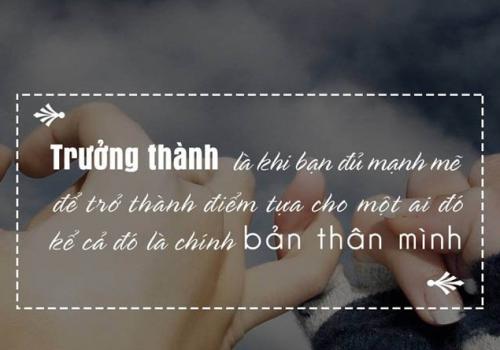 Trưởng thành là khi bạn đủ mạnh mẽ
để trở thành điểm tựa cho một ai đó
kể cả đó là chính bản thân mình